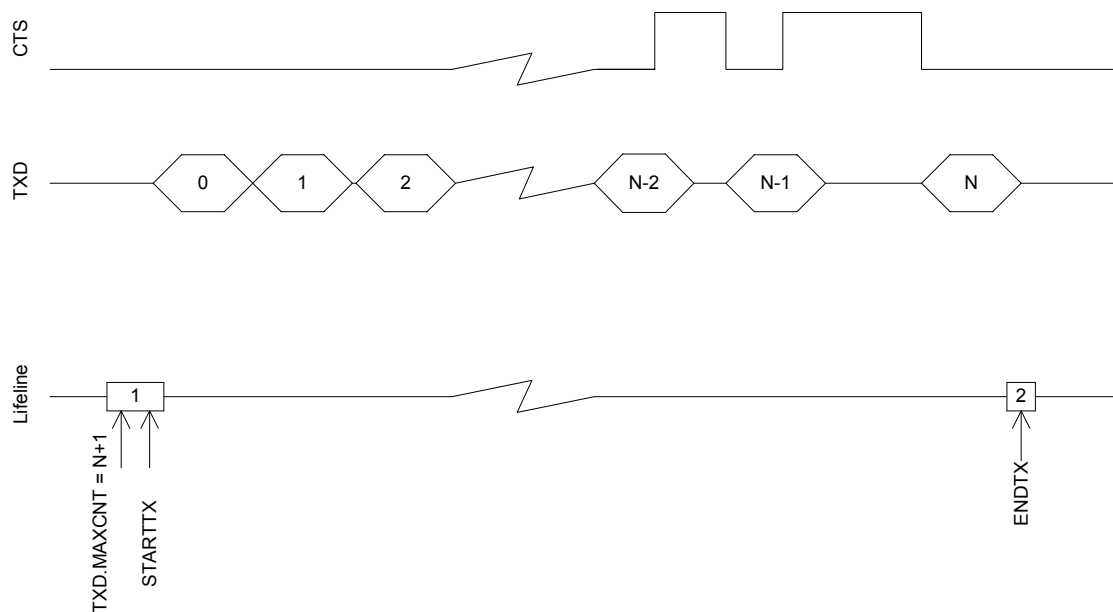 CTS
TXD
0
1
2
N-2
N-1
N
Lifeline
1
2
TXD.MAXCNT = N+1
STARTTX
ENDTX